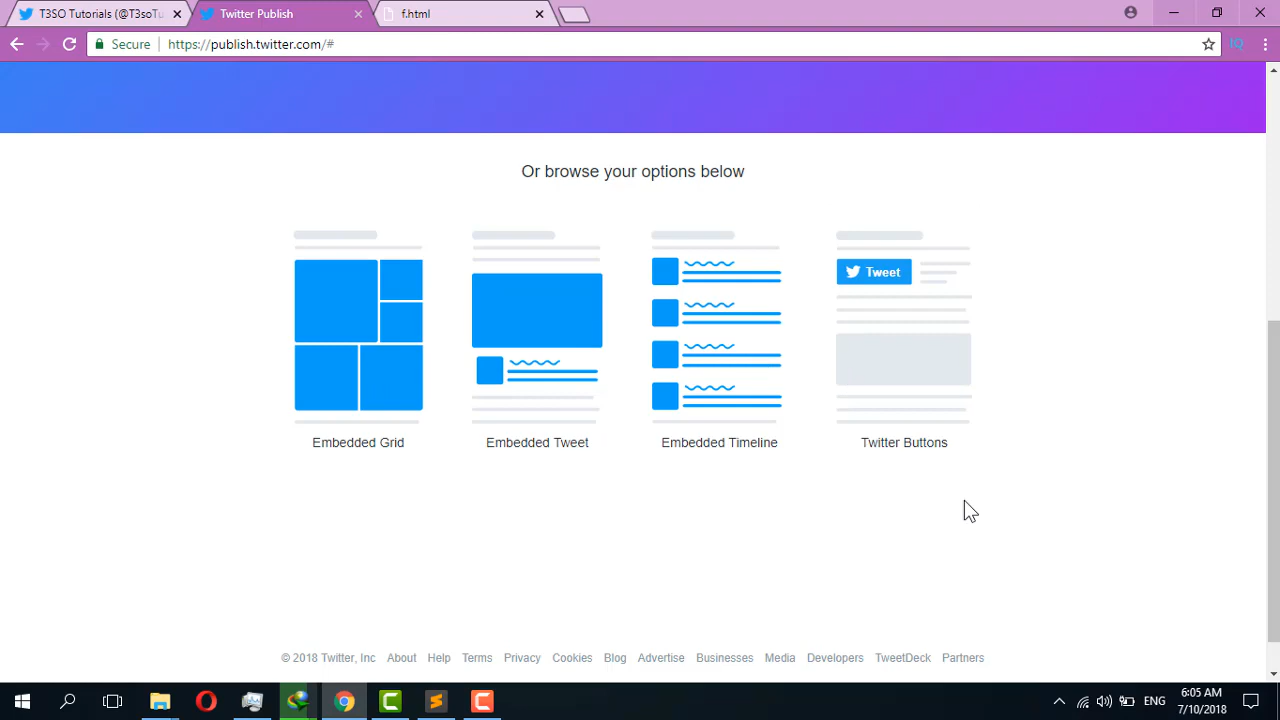 T3SO Tutorials (@T3soTu
Twitter Publish
f.html
Secure
https://publish.twitter.com/#
Or browse your options below
Tweet
Embedded Grid
Embedded Tweet
Embedded Timeline
Twitter Buttons
© 2018 Twitter, Inc About Help Terms Privacy Cookies Blog Advertise Businesses Media Developers TweetDeck Partners
ENG
6:05 AM
7/10/2018